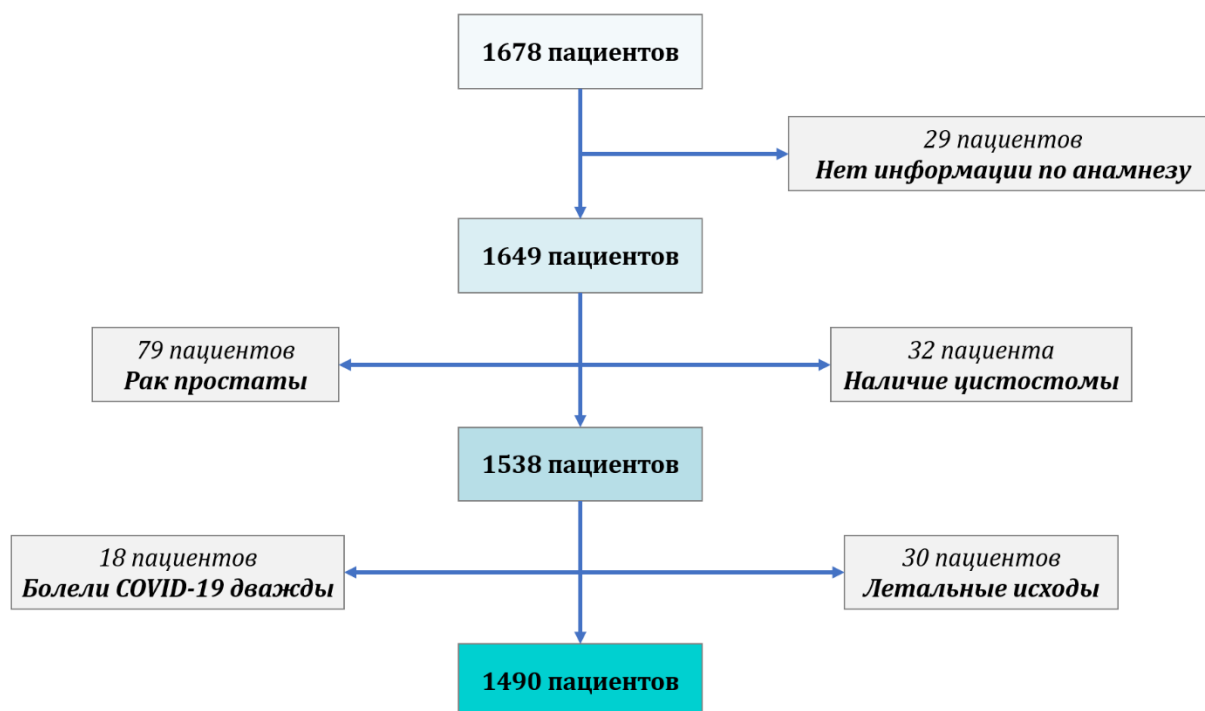 1678 пациентов
29 пациентов
Нет информации по анамнезу
1649 пациентов
79 пациентов
Рак простаты
32 пациента
Наличие цистостомы
1538 пациентов
18 пациентов
Болели COVID-19 дважды
30 пациентов
Летальные исходы
1490 пациентов